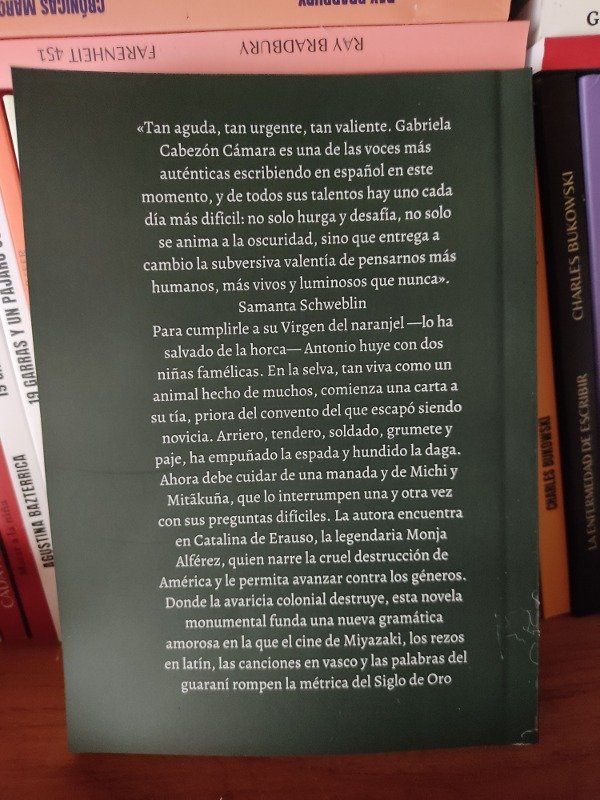 CRÓNICAS MARC
RAY BRADBURY
FARENHEIT 451
RAY BRADBURY
«Tan aguda, tan urgente, tan valiente. Gabriela
Cabezón Cámara es una de las voces más
auténticas escribiendo en español en este
momento, y de todos sus talentos hay uno cada
día más difícil: no solo hurga y desafía, no solo
se anima a la oscuridad, sino que entrega a
cambio la subversiva valentía de pensarnos más
humanos, más vivos y luminosos que nunca».
Samanta Schweblin
Para cumplirle a su Virgen del naranjel —lo ha
salvado de la horca— Antonio huye con dos
niñas famélicas. En la selva, tan viva como un
animal hecho de muchos, comienza una carta a
su tía, priora del convento del que escapó siendo
novicia. Arriero, tendero, soldado, grumete y
paje, ha empuñado la espada y hundido la daga.
Ahora debe cuidar de una manada y de Michi y
Mitãkuña, que lo interrumpen una y otra vez
con sus preguntas difíciles. La autora encuentra
en Catalina de Erauso, la legendaria Monja
Alférez, quien narre la cruel destrucción de
América y le permita avanzar contra los géneros.
Donde la avaricia colonial destruye, esta novela
monumental funda una nueva gramática
amorosa en la que el cine de Miyazaki, los rezos
en latín, las canciones en vasco y las palabras del
guaraní rompen la métrica del Siglo de Oro
19 GARRAS Y UN PÁJARO
AGUSTINA BAZTERRICA
Matar a la niña
CHARLES BUKOWSKI
CHARLES BUKOWSKI
LA ENFERMEDAD DE ESCRIBIR
G